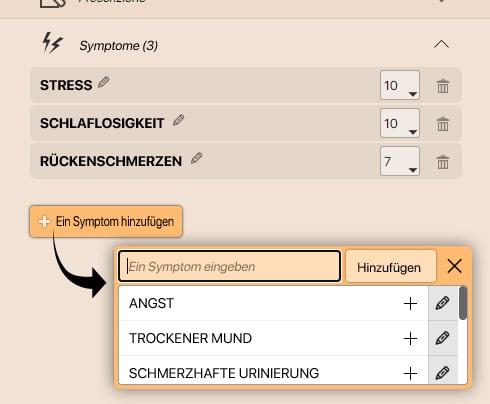 Symptome (3)
STRESS 10
SCHLAFLOSIGKEIT 10
RÜCKENSCHMERZEN 7
+ Ein Symptom hinzufügen
Ein Symptom eingeben Hinzufügen
ANGST
TROCKENER MUND
SCHMERZHAFTE URINIERUNG